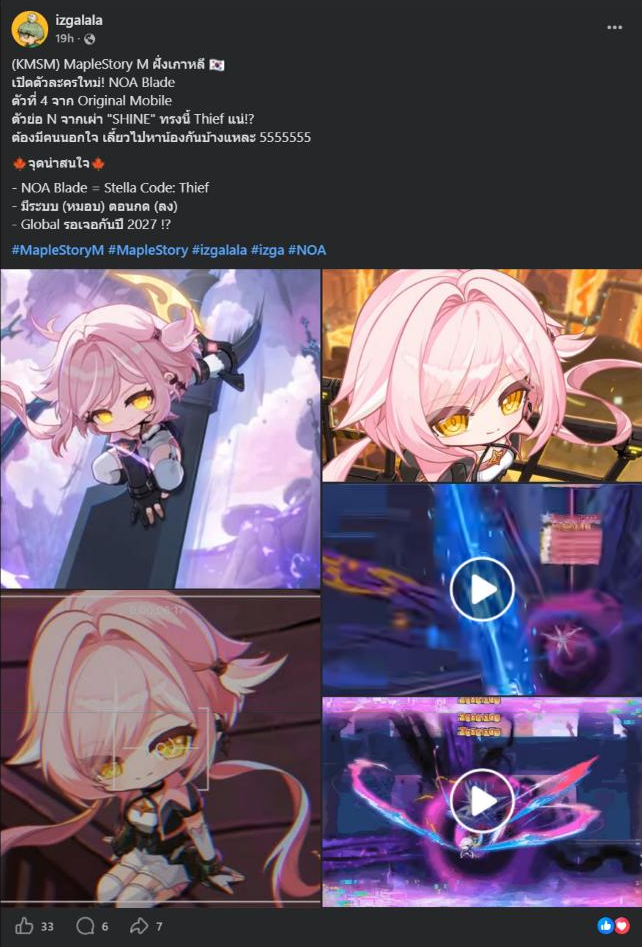 izgalala
19h
(KMSM) MapleStory M ฝั่งเกาหลี 🇰🇷
เปิดตัวละครใหม่! NOA Blade
ตัวที่ 4 จาก Original Mobile
ตัวย่อ N จากเผ่า "SHINE" ทรงนี้ Thief แน่!?
ต้องมีคนนอกใจ เลี้ยวไปหาน้องกันบ้างแหละ 5555555
🍁จุดน่าสนใจ🍁
- NOA Blade = Stella Code: Thief
- มีระบบ (หมอบ) ตอนกด (ลง)
- Global รอเจอกันปี 2027 !?
#MapleStoryM #MapleStory #izgalala #izga #NOA
33
6
7